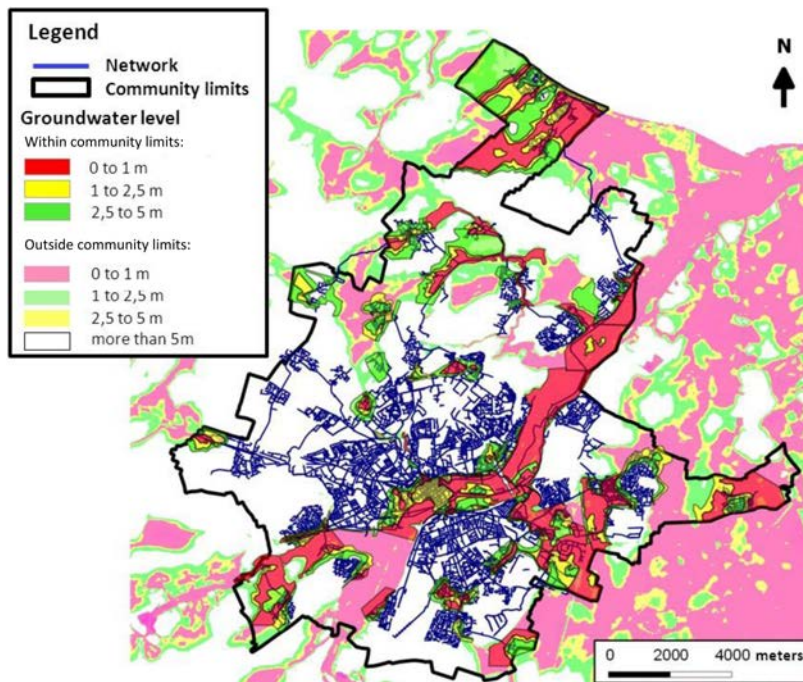 Legend
Network
Community limits
Groundwater level
Within community limits:
0 to 1 m
1 to 2,5 m
2,5 to 5 m
Outside community limits:
0 to 1 m
1 to 2,5 m
2,5 to 5 m
more than 5m
N
0 2000 4000 meters